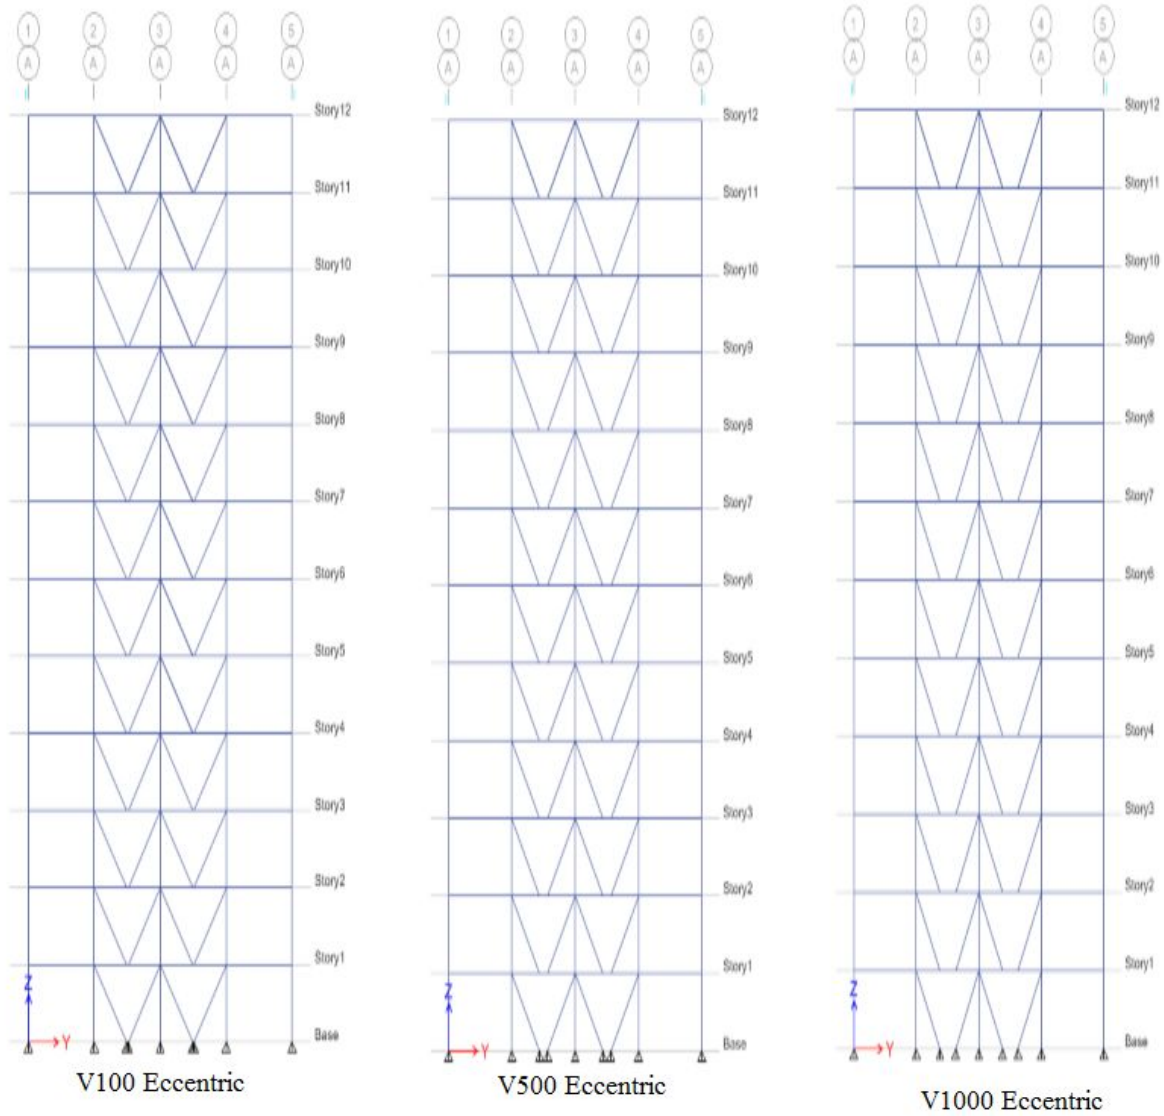 1 2 3 4 5
A A A A A
Story12
Story11
Story10
Story9
Story8
Story7
Story6
Story5
Story4
Story3
Story2
Story1
Z
Base
Y
V100 Eccentric
1 2 3 4 5
A A A A A
Story12
Story11
Story10
Story9
Story8
Story7
Story6
Story5
Story4
Story3
Story2
Story1
Z
Base
Y
V500 Eccentric
1 2 3 4 5
A A A A A
Story12
Story11
Story10
Story9
Story8
Story7
Story6
Story5
Story4
Story3
Story2
Story1
Z
Base
Y
V1000 Eccentric